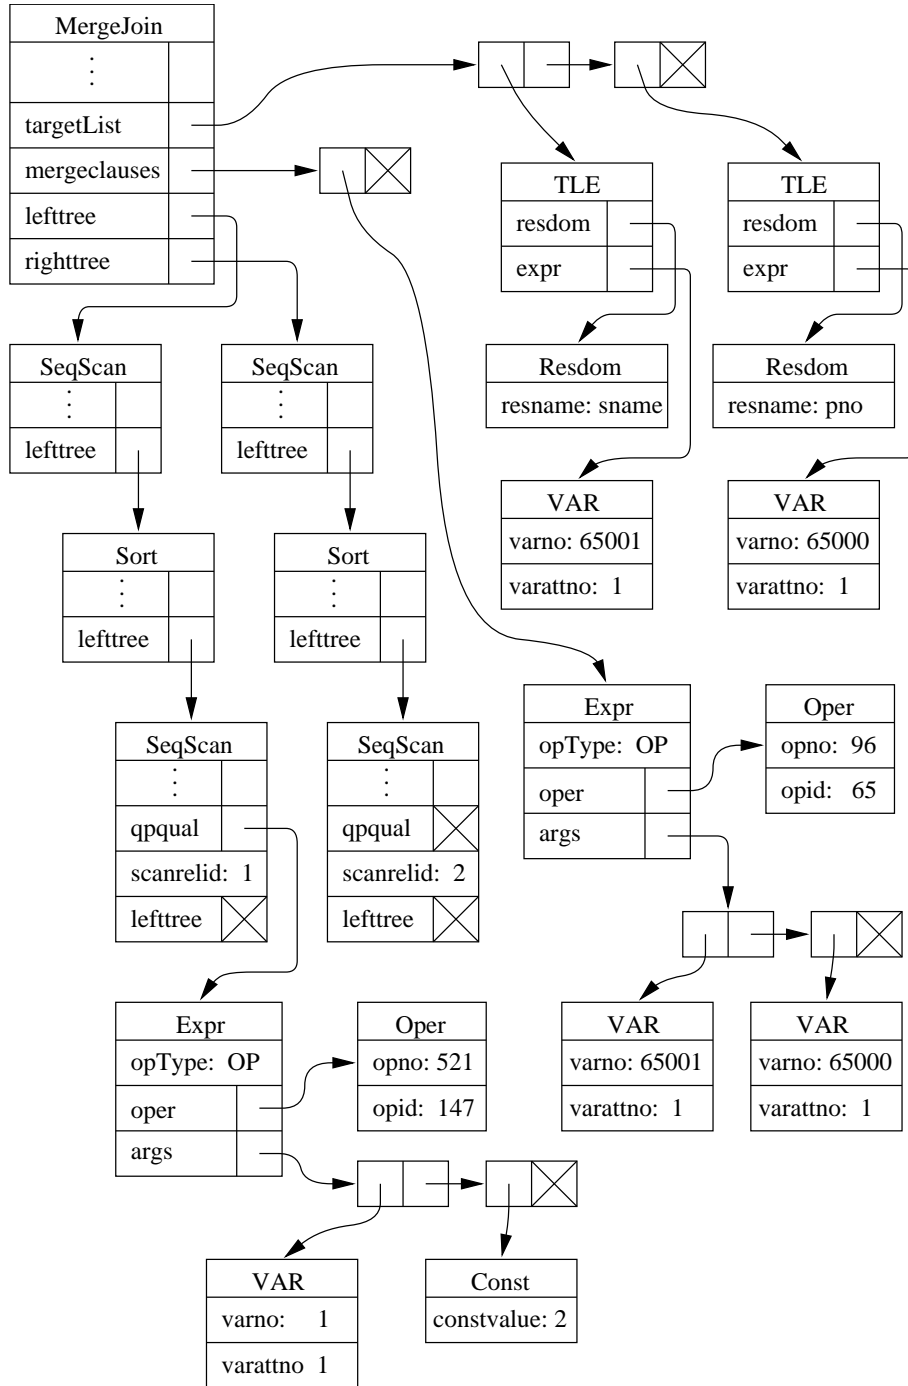 MergeJoin
targetList
mergeclauses
lefttree
righttree
TLE
resdom
expr
TLE
resdom
expr
Resdom
resname: sname
Resdom
resname: pno
SeqScan
lefttree
SeqScan
lefttree
VAR
varno: 65001
varattno: 1
VAR
varno: 65000
varattno: 1
Sort
lefttree
Sort
lefttree
SeqScan
qpqual
scanrelid: 1
lefttree
SeqScan
qpqual
scanrelid: 2
lefttree
Expr
opType: OP
oper
args
Oper
opno: 96
opid: 65
VAR
varno: 65001
varattno: 1
VAR
varno: 65000
varattno: 1
Expr
opType: OP
oper
args
Oper
opno: 521
opid: 147
VAR
varno: 1
varattno 1
Const
constvalue: 2